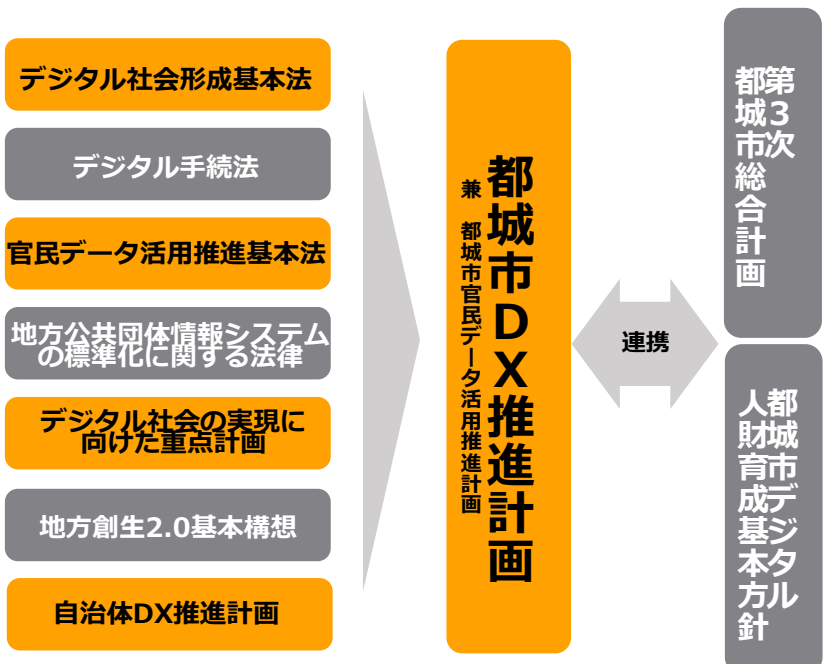 デジタル社会形成基本法
デジタル手続法
官民データ活用推進基本法
地方公共団体情報システム
の標準化に関する法律
デジタル社会の実現に
向けた重点計画
地方創生2.0基本構想
自治体DX推進計画
都城市DX推進計画
兼　都城市官民データ活用推進計画
連携
第3次
都城市総合計画
都城市デジタル
人財育成基本方針